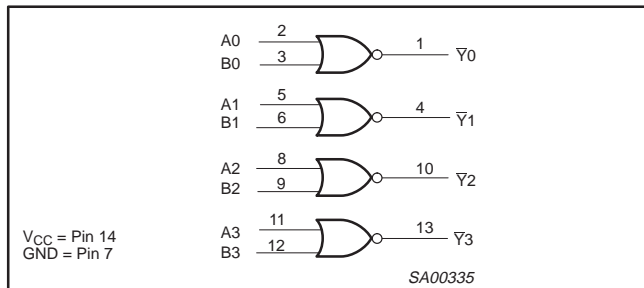 A0 2
B0 3
1 Y̅0
A1 5
B1 6
4 Y̅1
A2 8
B2 9
10 Y̅2
A3 11
B3 12
13 Y̅3
VCC = Pin 14
GND = Pin 7
SA00335